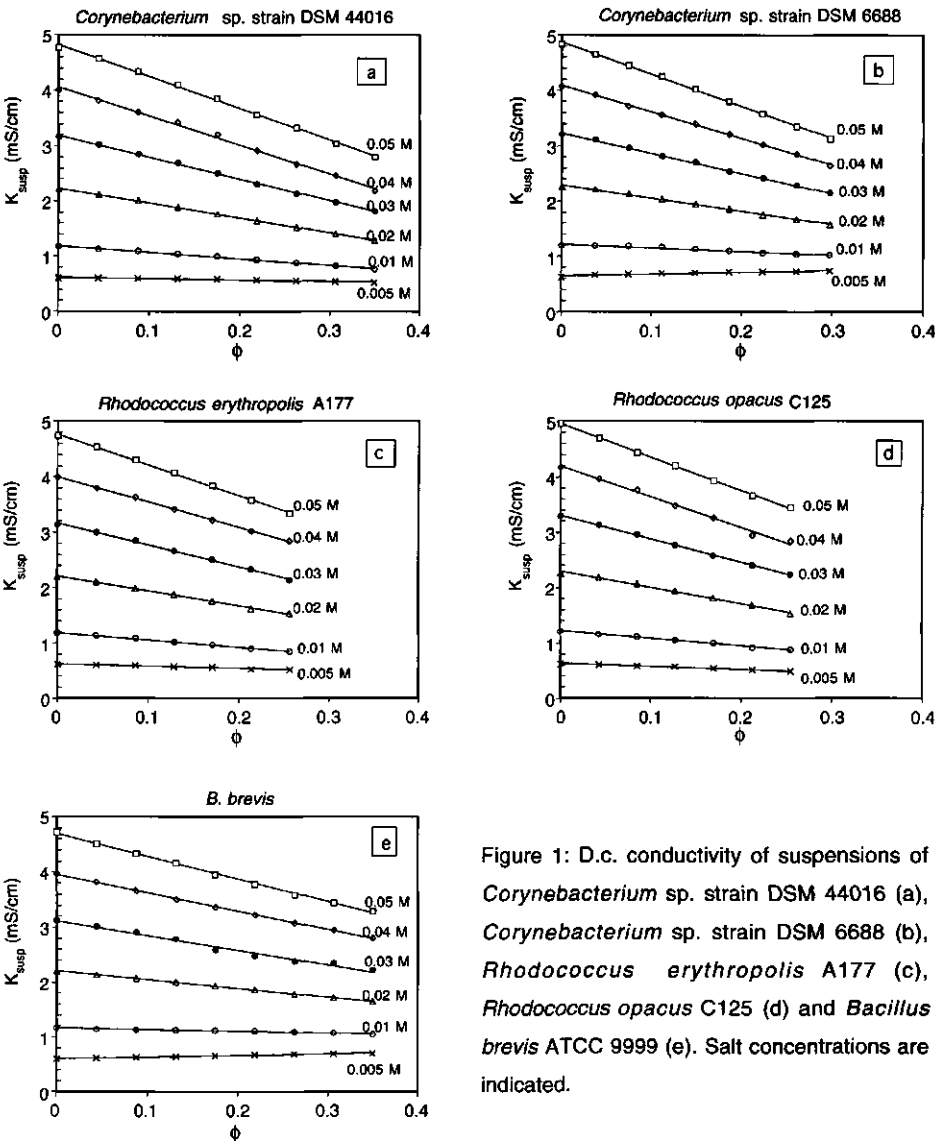 Corynebacterium sp. strain DSM 44016
a
K susp (mS/cm)
5
4
3
2
1
0
0.05 M
0.04 M
0.03 M
0.02 M
0.01 M
0.005 M
0 0.1 0.2 0.3 0.4
ϕ
Corynebacterium sp. strain DSM 6688
b
K susp (mS/cm)
5
4
3
2
1
0
0.05 M
0.04 M
0.03 M
0.02 M
0.01 M
0.005 M
0 0.1 0.2 0.3 0.4
ϕ
Rhodococcus erythropolis A177
c
K susp (mS/cm)
5
4
3
2
1
0
0.05 M
0.04 M
0.03 M
0.02 M
0.01 M
0.005 M
0 0.1 0.2 0.3 0.4
ϕ
Rhodococcus opacus C125
d
K susp (mS/cm)
5
4
3
2
1
0
0.05 M
0.04 M
0.03 M
0.02 M
0.01 M
0.005 M
0 0.1 0.2 0.3 0.4
ϕ
B. brevis
e
K susp (mS/cm)
5
4
3
2
1
0
0.05 M
0.04 M
0.03 M
0.02 M
0.01 M
0.005 M
0 0.1 0.2 0.3 0.4
ϕ
Figure 1: D.c. conductivity of suspensions of
Corynebacterium sp. strain DSM 44016 (a),
Corynebacterium sp. strain DSM 6688 (b),
Rhodococcus erythropolis A177 (c),
Rhodococcus opacus C125 (d) and Bacillus
brevis ATCC 9999 (e). Salt concentrations are
indicated.